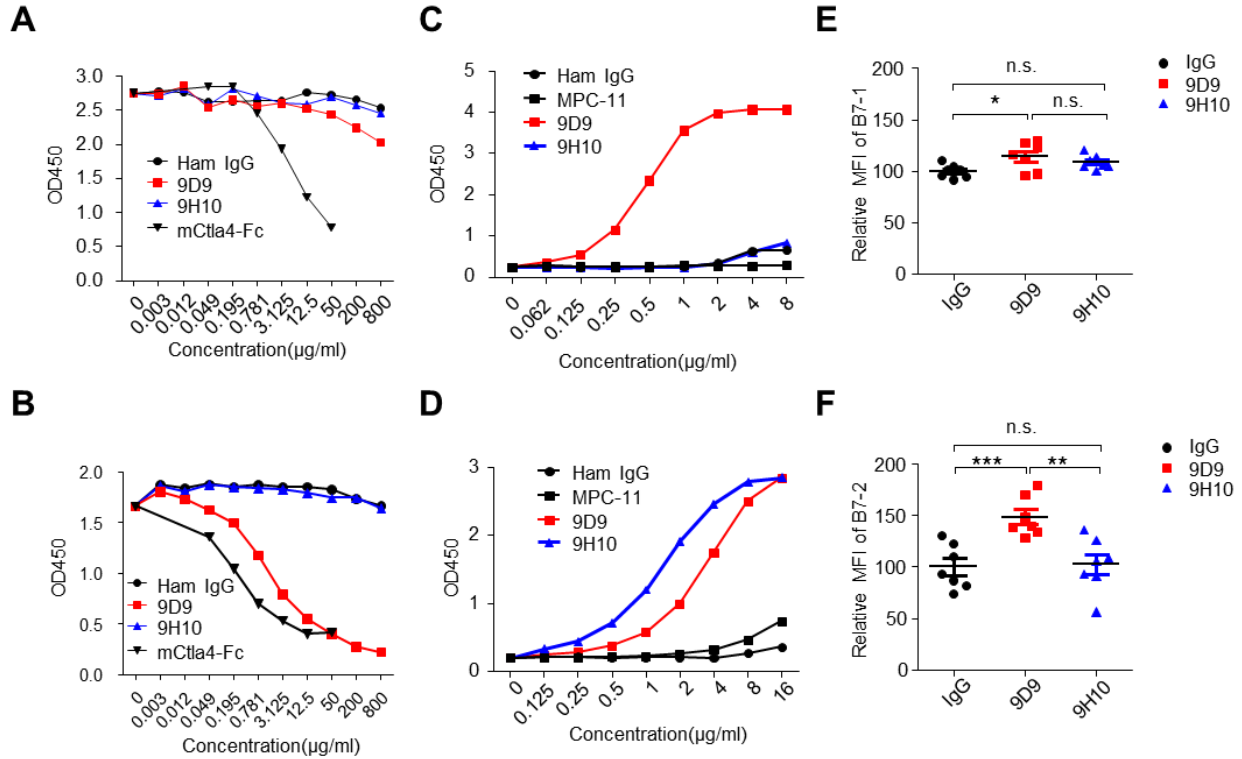 A
OD450
3.0
2.5
2.0
1.5
1.0
0.5
0.0
Ham IgG
9D9
9H10
mCtla4-Fc
0 0.003 0.012 0.049 0.195 0.781 3.125 12.5 50 200 800
Concentration(µg/ml)
C
OD450
5
4
3
2
1
0
Ham IgG
MPC-11
9D9
9H10
0 0.062 0.125 0.25 0.5 1 2 4 8
Concentration(µg/ml)
E
IgG
9D9
9H10
n.s.
* n.s.
Relative MFI of B7-1
200
150
100
50
0
IgG 9D9 9H10
B
OD450
2.0
1.5
1.0
0.5
0.0
Ham IgG
9D9
9H10
mCtla4-Fc
0 0.003 0.012 0.049 0.195 0.781 3.125 12.5 50 200 800
Concentration(µg/ml)
D
OD450
3
2
1
0
Ham IgG
MPC-11
9D9
9H10
0 0.125 0.25 0.5 1 2 4 8 16
Concentration(µg/ml)
F
IgG
9D9
9H10
n.s.
*** **
Relative MFI of B7-2
200
150
100
50
0
IgG 9D9 9H10